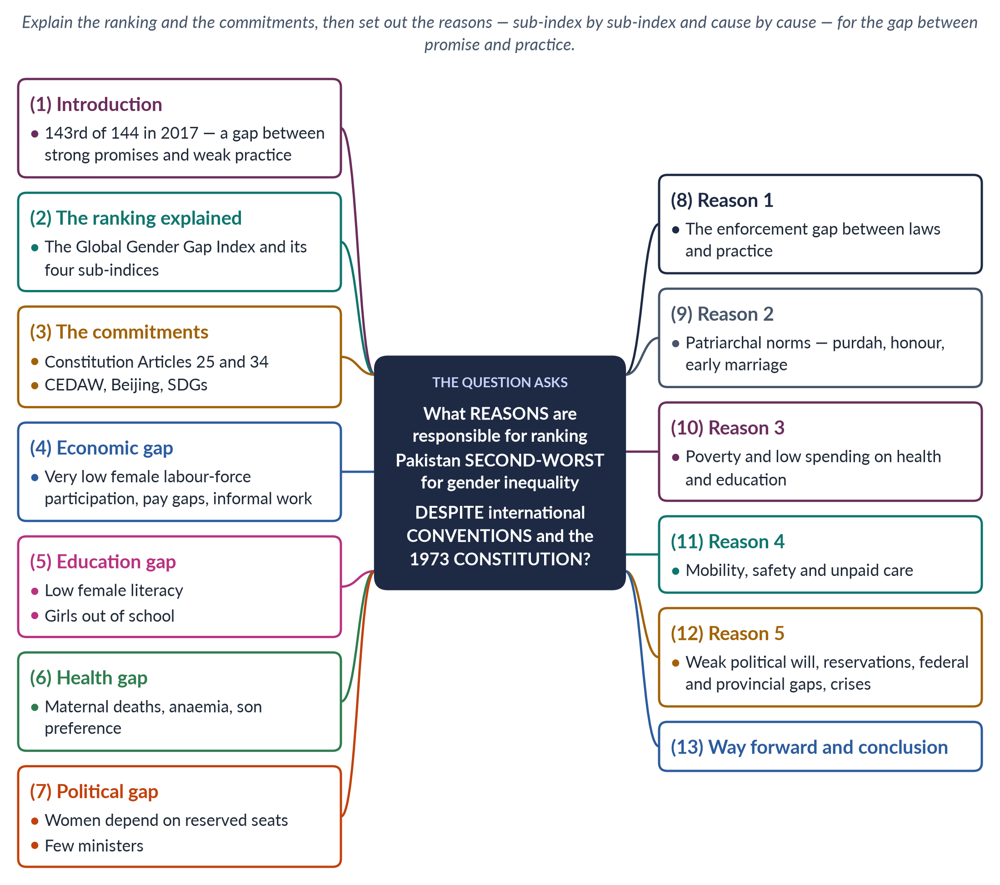 Explain the ranking and the commitments, then set out the reasons — sub-index by sub-index and cause by cause — for the gap between
promise and practice.
(1) Introduction
● 143rd of 144 in 2017 — a gap between
strong promises and weak practice
(2) The ranking explained
● The Global Gender Gap Index and its
four sub-indices
(3) The commitments
● Constitution Articles 25 and 34
● CEDAW, Beijing, SDGs
(4) Economic gap
● Very low female labour-force
participation, pay gaps, informal work
(5) Education gap
● Low female literacy
● Girls out of school
(6) Health gap
● Maternal deaths, anaemia, son
preference
(7) Political gap
● Women depend on reserved seats
● Few ministers
THE QUESTION ASKS
What REASONS are
responsible for ranking
Pakistan SECOND-WORST
for gender inequality
DESPITE international
CONVENTIONS and the
1973 CONSTITUTION?
(8) Reason 1
● The enforcement gap between laws
and practice
(9) Reason 2
● Patriarchal norms — purdah, honour,
early marriage
(10) Reason 3
● Poverty and low spending on health
and education
(11) Reason 4
● Mobility, safety and unpaid care
(12) Reason 5
● Weak political will, reservations, federal
and provincial gaps, crises
(13) Way forward and conclusion